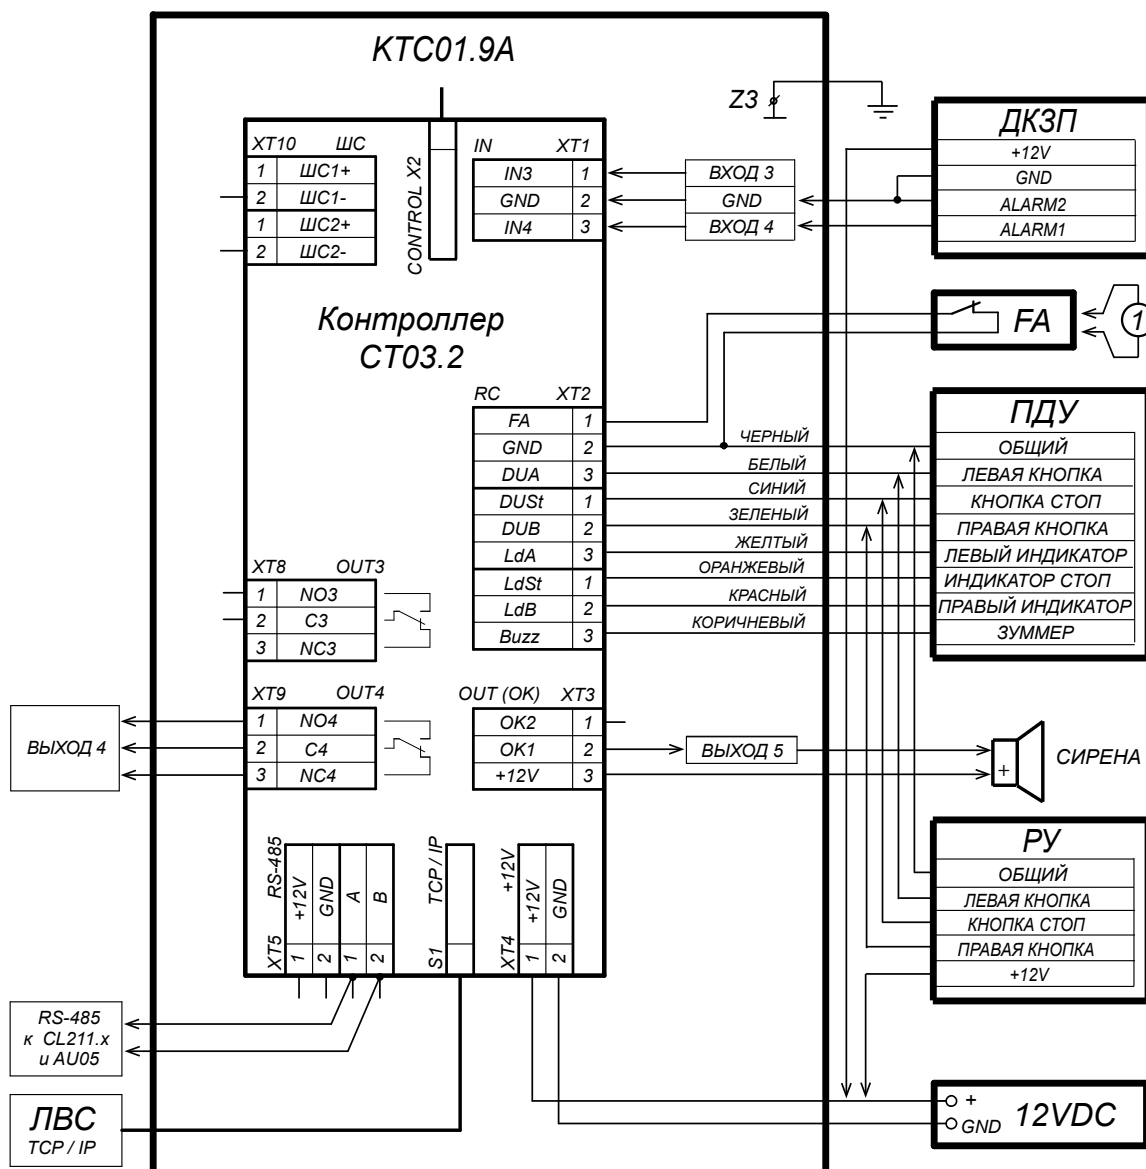 KTC01.9A
Z3
ДКЗП
+12V
GND
ALARM2
ALARM1
XT10 ШС
1 ШС1+
2 ШС1-
1 ШС2+
2 ШС2-
CONTROL X2
IN XT1
IN3 1
GND 2
IN4 3
ВХОД 3
GND
ВХОД 4
Контроллер
CT03.2
FA
1
RC XT2
FA 1
GND 2
DUA 3
DUSt 1
DUB 2
LdA 3
LdSt 1
LdB 2
Buzz 3
ЧЕРНЫЙ
БЕЛЫЙ
СИНИЙ
ЗЕЛЕНЫЙ
ЖЕЛТЫЙ
ОРАНЖЕВЫЙ
КРАСНЫЙ
КОРИЧНЕВЫЙ
ПДУ
ОБЩИЙ
ЛЕВАЯ КНОПКА
КНОПКА СТОП
ПРАВАЯ КНОПКА
ЛЕВЫЙ ИНДИКАТОР
ИНДИКАТОР СТОП
ПРАВЫЙ ИНДИКАТОР
ЗУММЕР
XT8 OUT3
1 NO3
2 C3
3 NC3
XT9 OUT4
1 NO4
2 C4
3 NC4
ВЫХОД 4
OUT (OK) XT3
OK2 1
OK1 2
+12V 3
ВЫХОД 5
+
СИРЕНА
РУ
ОБЩИЙ
ЛЕВАЯ КНОПКА
КНОПКА СТОП
ПРАВАЯ КНОПКА
+12V
XT5 RS-485
1 +12V
2 GND
1 A
2 B
S1 TCP / IP
XT4 +12V
1 +12V
2 GND
RS-485
к CL211.x
и AU05
ЛВС
TCP / IP
+
GND
12VDC